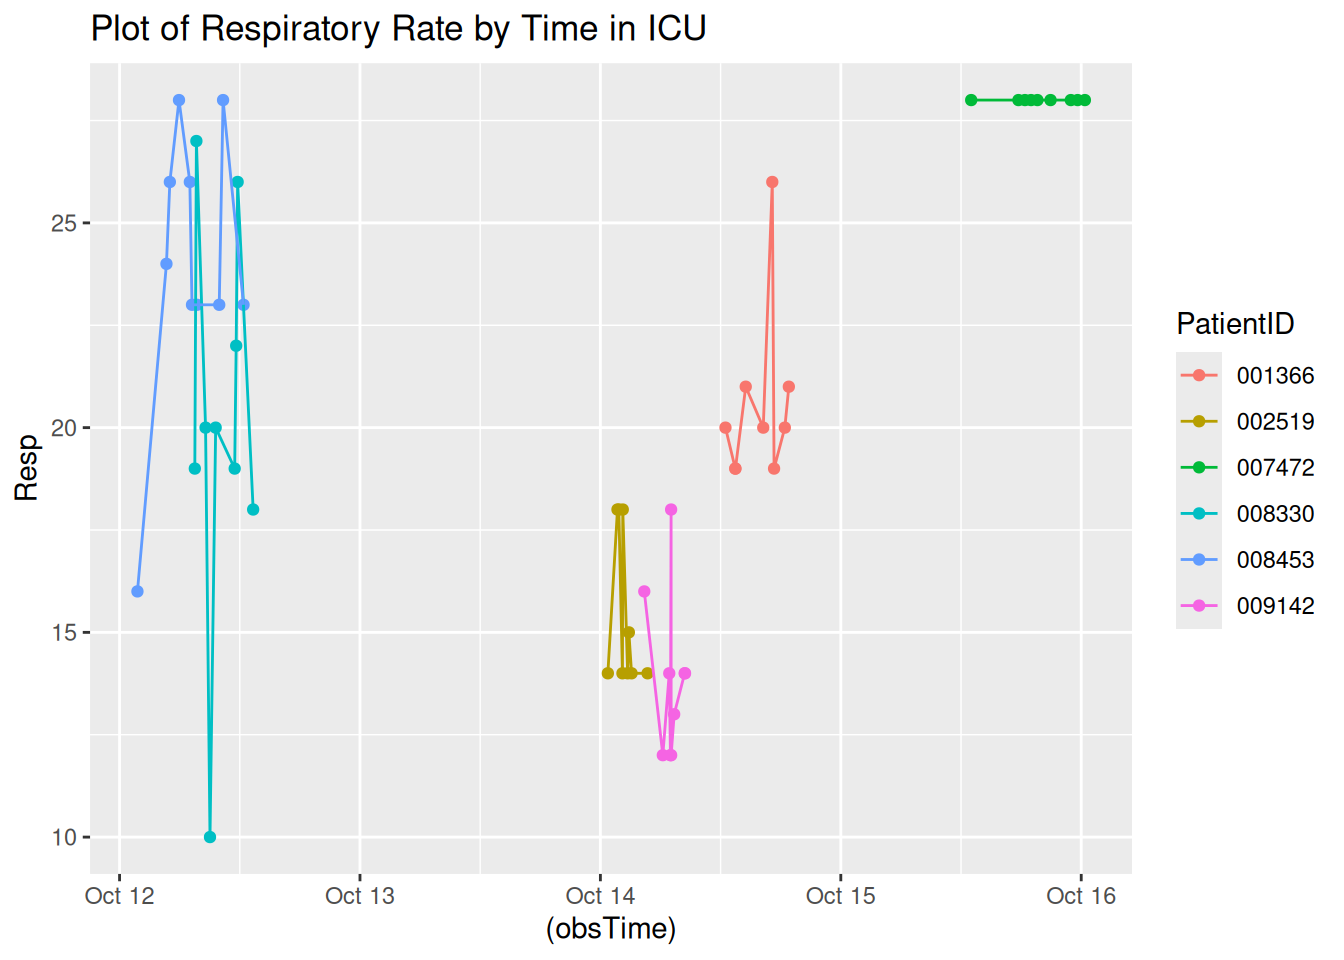 Plot of Respiratory Rate by Time in ICU
25
20
15
10
Resp
Oct 12 Oct 13 Oct 14 Oct 15 Oct 16
(obsTime)
PatientID
001366
002519
007472
008330
008453
009142